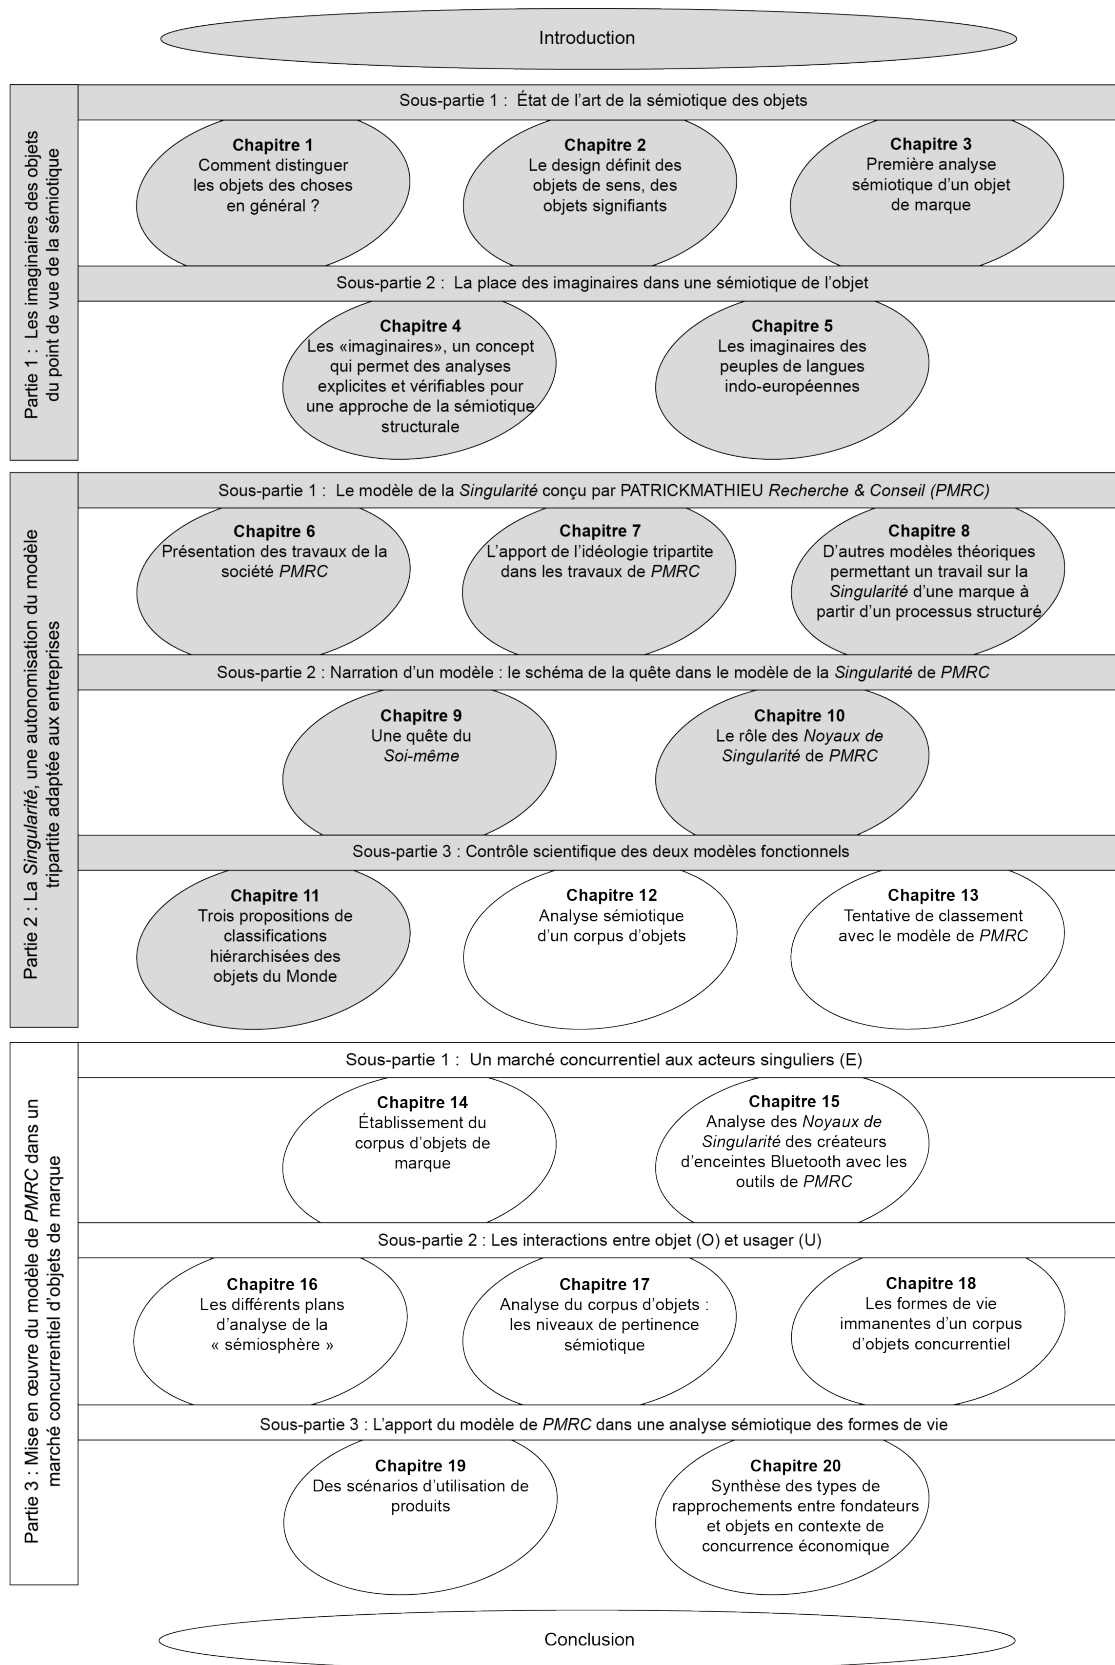 Introduction
Partie 1 : Les imaginaires des objets
du point de vue de la sémiotique
Sous-partie 1 : État de l’art de la sémiotique des objets
Chapitre 1
Comment distinguer
les objets des choses
en général ?
Chapitre 2
Le design définit des
objets de sens, des
objets signifiants
Chapitre 3
Première analyse
sémiotique d’un objet
de marque
Sous-partie 2 : La place des imaginaires dans une sémiotique de l’objet
Chapitre 4
Les «imaginaires», un concept
qui permet des analyses
explicites et vérifiables pour
une approche de la sémiotique
structurale
Chapitre 5
Les imaginaires des
peuples de langues
indo-européennes
Partie 2 : La Singularité, une autonomisation du modèle
tripartite adaptée aux entreprises
Sous-partie 1 : Le modèle de la Singularité conçu par PATRICKMATHIEU Recherche & Conseil (PMRC)
Chapitre 6
Présentation des travaux de la
société PMRC
Chapitre 7
L’apport de l’idéologie tripartite
dans les travaux de PMRC
Chapitre 8
D’autres modèles théoriques
permettant un travail sur la
Singularité d’une marque à
partir d’un processus structuré
Sous-partie 2 : Narration d’un modèle : le schéma de la quête dans le modèle de la Singularité de PMRC
Chapitre 9
Une quête du
Soi-même
Chapitre 10
Le rôle des Noyaux de
Singularité de PMRC
Sous-partie 3 : Contrôle scientifique des deux modèles fonctionnels
Chapitre 11
Trois propositions de
classifications
hiérarchisées des
objets du Monde
Chapitre 12
Analyse sémiotique
d’un corpus d’objets
Chapitre 13
Tentative de classement
avec le modèle de PMRC
Partie 3 : Mise en œuvre du modèle de PMRC dans un
marché concurrentiel d’objets de marque
Sous-partie 1 : Un marché concurrentiel aux acteurs singuliers (E)
Chapitre 14
Établissement du
corpus d’objets de
marque
Chapitre 15
Analyse des Noyaux de
Singularité des créateurs
d’enceintes Bluetooth avec les
outils de PMRC
Sous-partie 2 : Les interactions entre objet (O) et usager (U)
Chapitre 16
Les différents plans
d’analyse de la
« sémiosphère »
Chapitre 17
Analyse du corpus d’objets :
les niveaux de pertinence
sémiotique
Chapitre 18
Les formes de vie
immanentes d’un corpus
d’objets concurrentiel
Sous-partie 3 : L’apport du modèle de PMRC dans une analyse sémiotique des formes de vie
Chapitre 19
Des scénarios d’utilisation de
produits
Chapitre 20
Synthèse des types de
rapprochements entre fondateurs
et objets en contexte de
concurrence économique
Conclusion